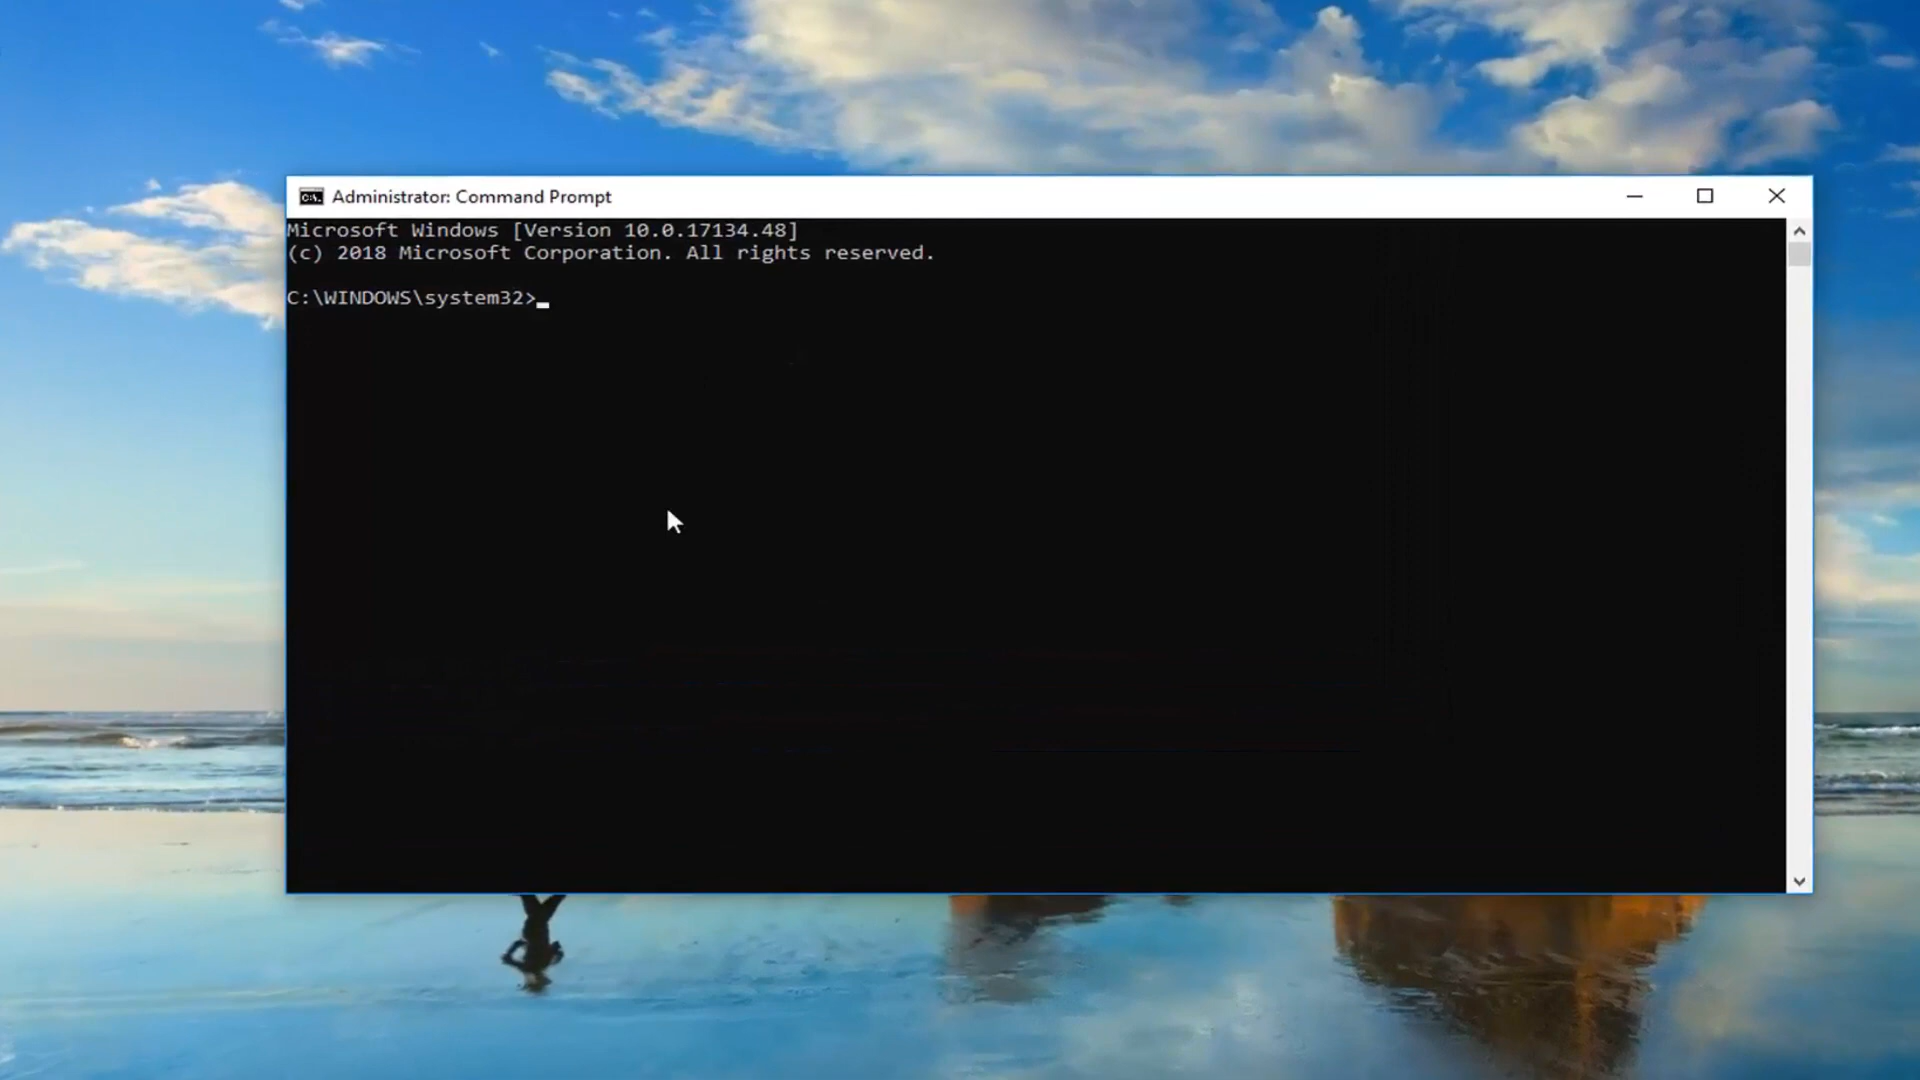 Administrator: Command Prompt
Microsoft Windows [Version 10.0.17134.48]
(c) 2018 Microsoft Corporation. All rights reserved.
C:\WINDOWS\system32>